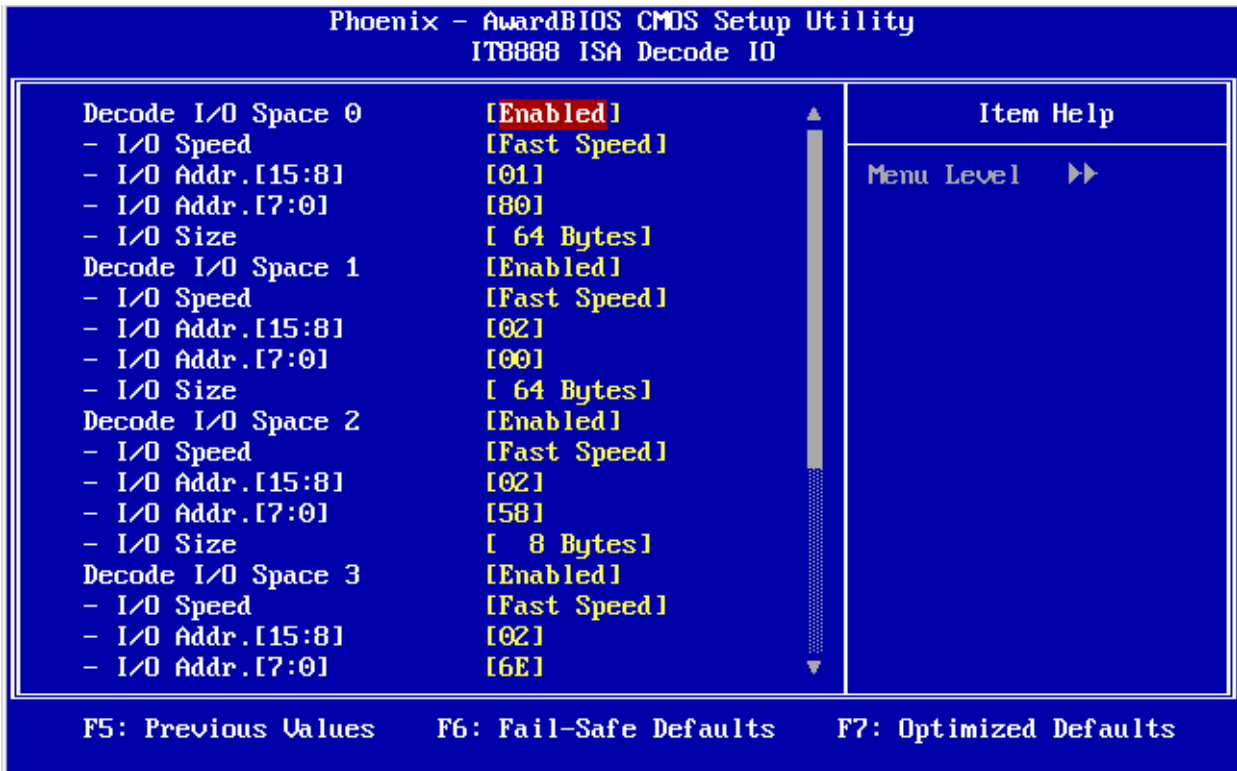 Phoenix - AwardBIOS CMOS Setup Utility
IT8888 ISA Decode IO
Decode I/O Space 0 [Enabled]
- I/O Speed [Fast Speed]
- I/O Addr.[15:8] [01]
- I/O Addr.[7:0] [80]
- I/O Size [ 64 Bytes]
Decode I/O Space 1 [Enabled]
- I/O Speed [Fast Speed]
- I/O Addr.[15:8] [02]
- I/O Addr.[7:0] [00]
- I/O Size [ 64 Bytes]
Decode I/O Space 2 [Enabled]
- I/O Speed [Fast Speed]
- I/O Addr.[15:8] [02]
- I/O Addr.[7:0] [58]
- I/O Size [  8 Bytes]
Decode I/O Space 3 [Enabled]
- I/O Speed [Fast Speed]
- I/O Addr.[15:8] [02]
- I/O Addr.[7:0] [6E]
Item Help
Menu Level
F5: Previous Values F6: Fail-Safe Defaults F7: Optimized Defaults